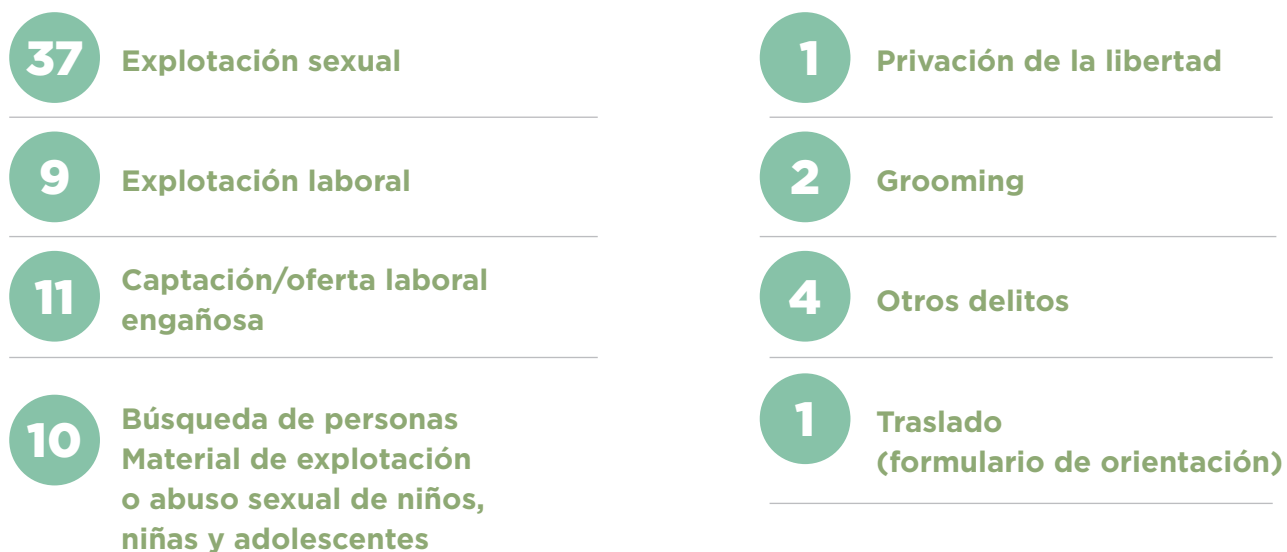 37
Explotación sexual
9
Explotación laboral
11
Captación/oferta laboral
engañosa
10
Búsqueda de personas
Material de explotación
o abuso sexual de niños,
niñas y adolescentes
1
Privación de la libertad
2
Grooming
4
Otros delitos
1
Traslado
(formulario de orientación)